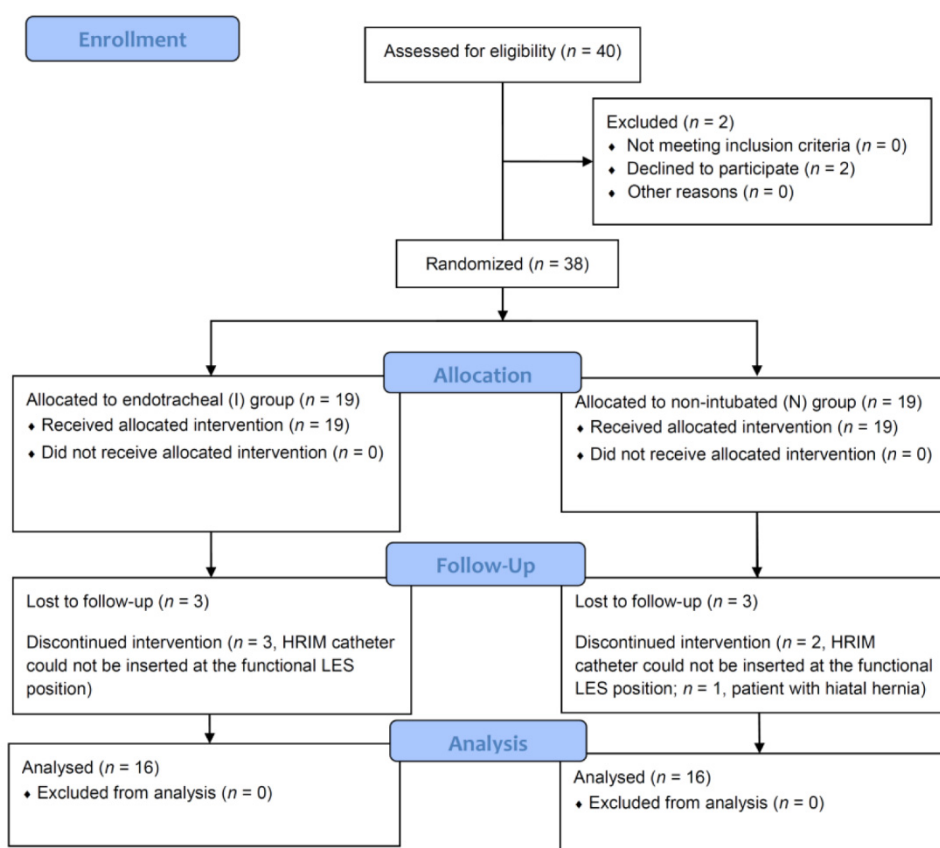 Enrollment
Assessed for eligibility (n = 40)
Excluded (n = 2)
♦ Not meeting inclusion criteria (n = 0)
♦ Declined to participate (n = 2)
♦ Other reasons (n = 0)
Randomized (n = 38)
Allocation
Allocated to endotracheal (I) group (n = 19)
♦ Received allocated intervention (n = 19)
♦ Did not receive allocated intervention (n = 0)
Allocated to non-intubated (N) group (n = 19)
♦ Received allocated intervention (n = 19)
♦ Did not receive allocated intervention (n = 0)
Follow-Up
Lost to follow-up (n = 3)
Discontinued intervention (n = 3, HRIM catheter
could not be inserted at the functional LES
position)
Lost to follow-up (n = 3)
Discontinued intervention (n = 2, HRIM
catheter could not be inserted at the functional
LES position; n = 1, patient with hiatal hernia)
Analysis
Analysed (n = 16)
♦ Excluded from analysis (n = 0)
Analysed (n = 16)
♦ Excluded from analysis (n = 0)